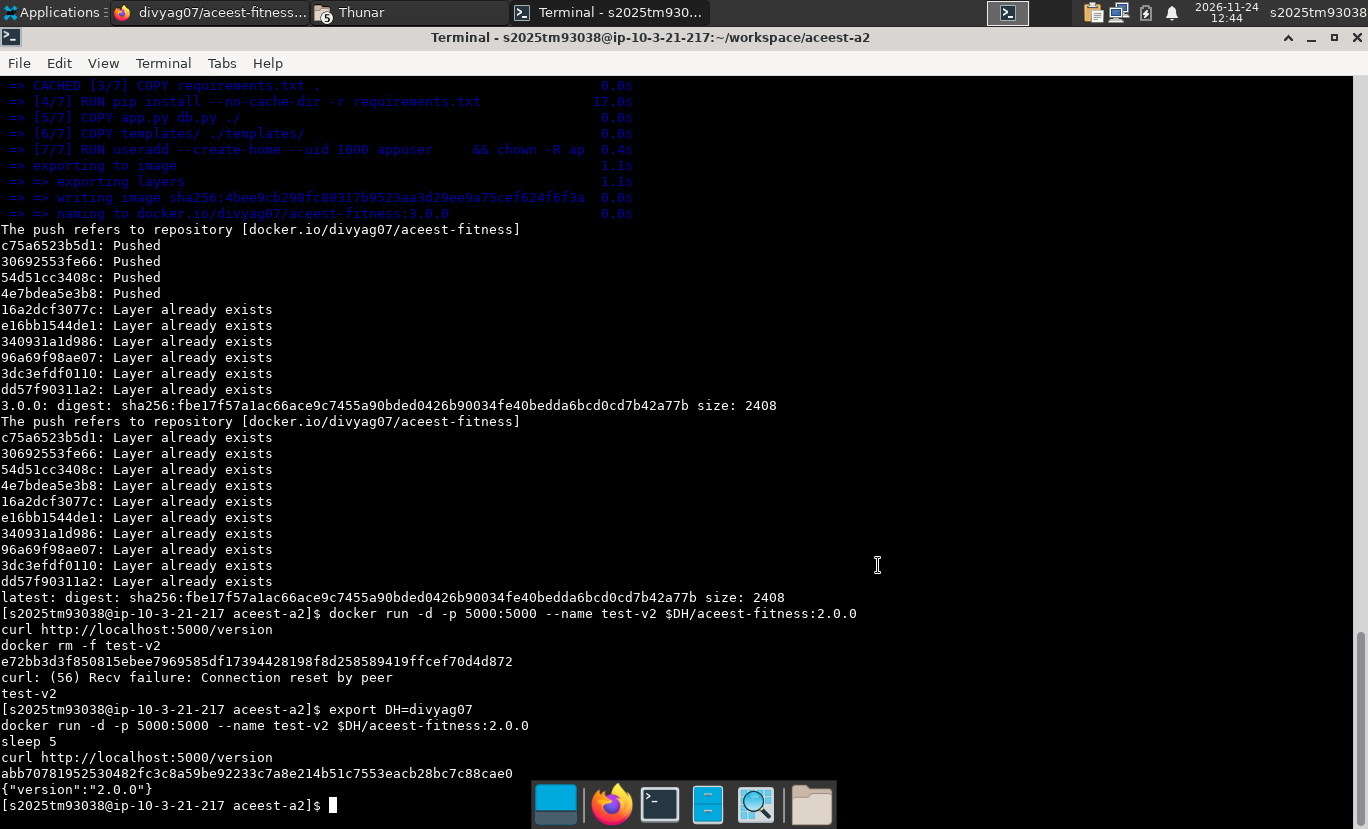 Applications
divyag07/aceest-fitness...
5 Thunar
Terminal - s2025tm930...
2026-11-24
12:44
s2025tm93038
Terminal - s2025tm93038@ip-10-3-21-217:~/workspace/aceest-a2
File Edit View Terminal Tabs Help
=> CACHED [3/7] COPY requirements.txt . 0.0s
=> [4/7] RUN pip install --no-cache-dir -r requirements.txt 17.0s
=> [5/7] COPY app.py db.py ./ 0.0s
=> [6/7] COPY templates/ ./templates/ 0.0s
=> [7/7] RUN useradd --create-home --uid 1000 appuser && chown -R ap 0.4s
=> exporting to image 1.1s
=> => exporting layers 1.1s
=> => writing image sha256:4bee9cb298fc88317b9523aa3d29ee9a75cef624f6f3a 0.0s
=> => naming to docker.io/divyag07/aceest-fitness:3.0.0 0.0s
The push refers to repository [docker.io/divyag07/aceest-fitness]
c75a6523b5d1: Pushed
30692553fe66: Pushed
54d51cc3408c: Pushed
4e7bdea5e3b8: Pushed
16a2dcf3077c: Layer already exists
e16bb1544de1: Layer already exists
340931a1d986: Layer already exists
96a69f98ae07: Layer already exists
3dc3efdf0110: Layer already exists
dd57f90311a2: Layer already exists
3.0.0: digest: sha256:fbe17f57a1ac66ace9c7455a90bded0426b90034fe40bedda6bcd0cd7b42a77b size: 2408
The push refers to repository [docker.io/divyag07/aceest-fitness]
c75a6523b5d1: Layer already exists
30692553fe66: Layer already exists
54d51cc3408c: Layer already exists
4e7bdea5e3b8: Layer already exists
16a2dcf3077c: Layer already exists
e16bb1544de1: Layer already exists
340931a1d986: Layer already exists
96a69f98ae07: Layer already exists
3dc3efdf0110: Layer already exists
dd57f90311a2: Layer already exists
latest: digest: sha256:fbe17f57a1ac66ace9c7455a90bded0426b90034fe40bedda6bcd0cd7b42a77b size: 2408
[s2025tm93038@ip-10-3-21-217 aceest-a2]$ docker run -d -p 5000:5000 --name test-v2 $DH/aceest-fitness:2.0.0
curl http://localhost:5000/version
docker rm -f test-v2
e72bb3d3f850815ebee7969585df17394428198f8d258589419ffcef70d4d872
curl: (56) Recv failure: Connection reset by peer
test-v2
[s2025tm93038@ip-10-3-21-217 aceest-a2]$ export DH=divyag07
docker run -d -p 5000:5000 --name test-v2 $DH/aceest-fitness:2.0.0
sleep 5
curl http://localhost:5000/version
abb70781952530482fc3c8a59be92233c7a8e214b51c7553eacb28bc7c88cae0
{"version":"2.0.0"}
[s2025tm93038@ip-10-3-21-217 aceest-a2]$